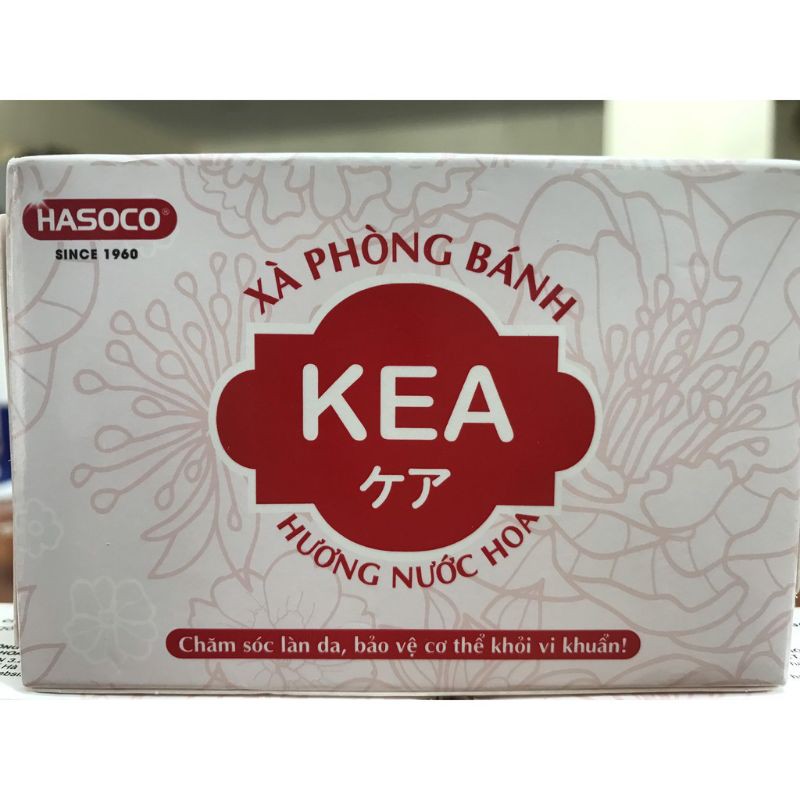 HASOCO®
SINCE 1960
XÀ PHÒNG BÁNH
KEA
ケア
HƯƠNG NƯỚC HOA
Chăm sóc làn da, bảo vệ cơ thể khỏi vi khuẩn!